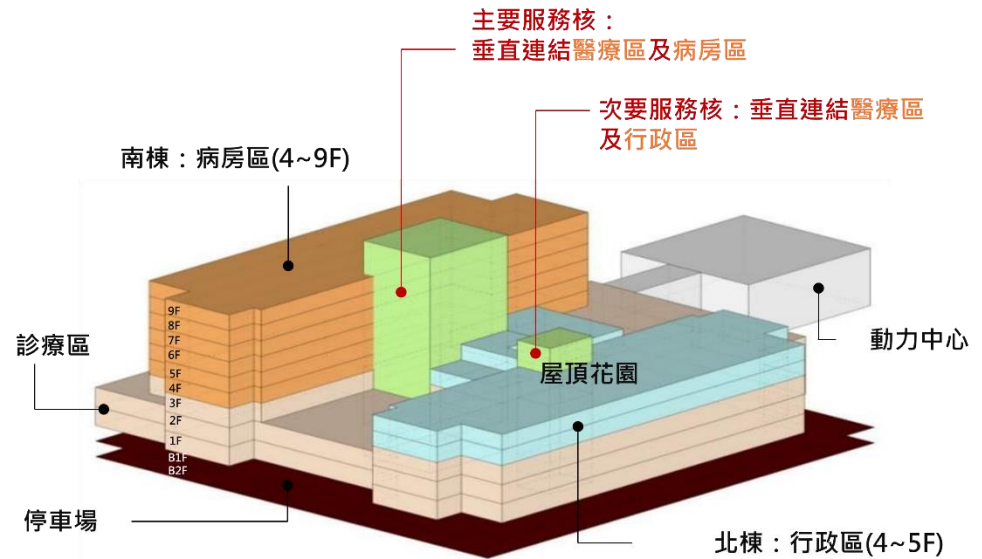 主要服務核：
垂直連結醫療區及病房區
次要服務核：垂直連結醫療區
及行政區
南棟：病房區(4~9F)
9F
8F
7F
6F
5F
4F
3F
2F
1F
B1F
B2F
診療區
動力中心
屋頂花園
停車場
北棟：行政區(4~5F)